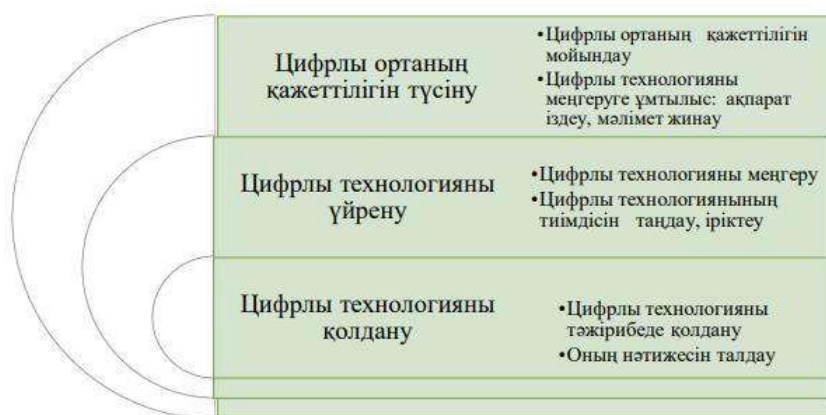 Цифрлы ортаның
қажеттілігін түсіну
•Цифрлы ортаның қажеттілігін
мойындау
•Цифрлы технологияны
меңгеруге ұмтылыс: ақпарат
іздеу, мәлімет жинау
Цифрлы технологияны
үйрену
•Цифрлы технологияны меңгеру
•Цифрлы технологиянының
тиімдісін таңдау, іріктеу
Цифрлы технологияны
қолдану
•Цифрлы технологияны
тәжірибеде қолдану
•Оның нәтижесін талдау